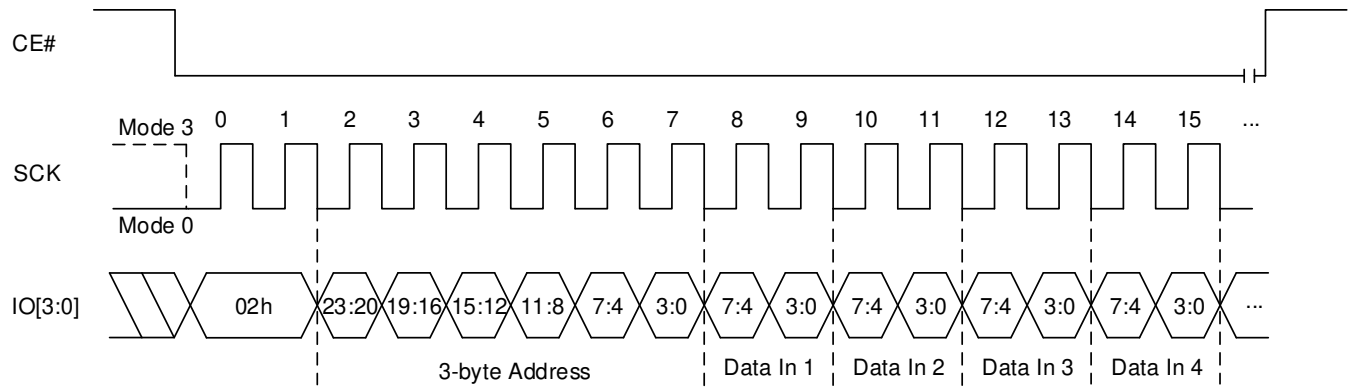 CE#
Mode 3 0 1 2 3 4 5 6 7 8 9 10 11 12 13 14 15 ...
SCK
Mode 0
IO[3:0] 02h 23:20 19:16 15:12 11:8 7:4 3:0 7:4 3:0 7:4 3:0 7:4 3:0 7:4 3:0 ...
3-byte Address Data In 1 Data In 2 Data In 3 Data In 4